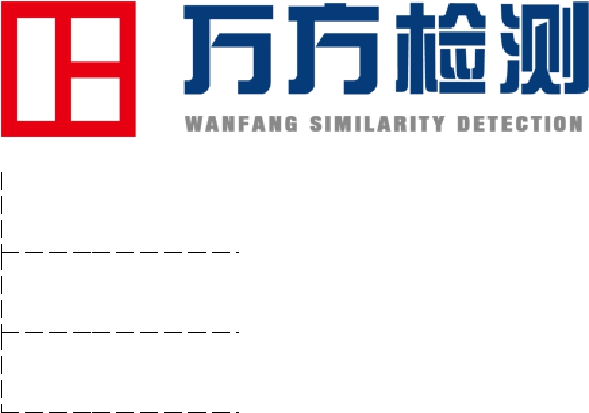 万方检测
WANFANG SIMILARITY DETECTION